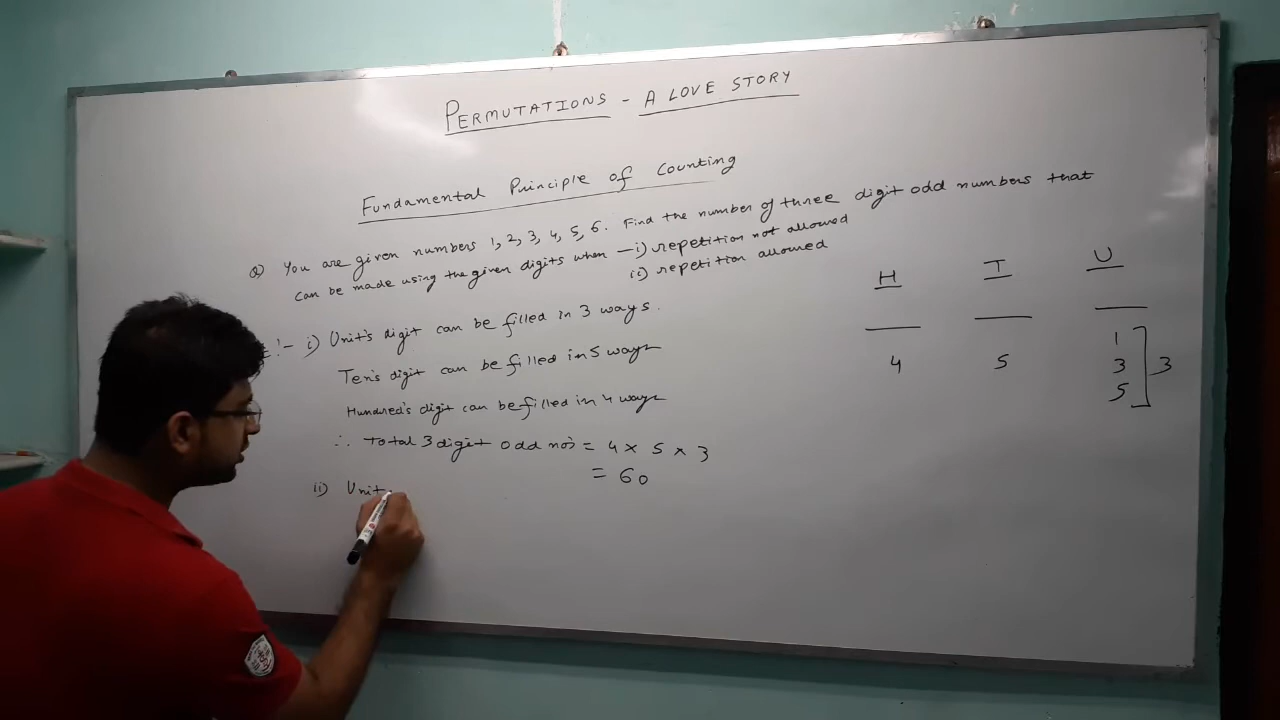 PERMUTATIONS - A LOVE STORY
Fundamental Principle of Counting
Q) You are given numbers 1, 2, 3, 4, 5, 6. Find the number of three digit odd numbers that
can be made using the given digits when - i) repetition not allowed
ii) repetition allowed
:- i) Unit's digit can be filled in 3 ways.
Ten's digit can be filled in 5 ways
Hundred's digit can be filled in 4 ways
∴ Total 3 digit odd nos = 4 × 5 × 3
= 60
ii) Unit
H T U
4 5 1
3
5
3